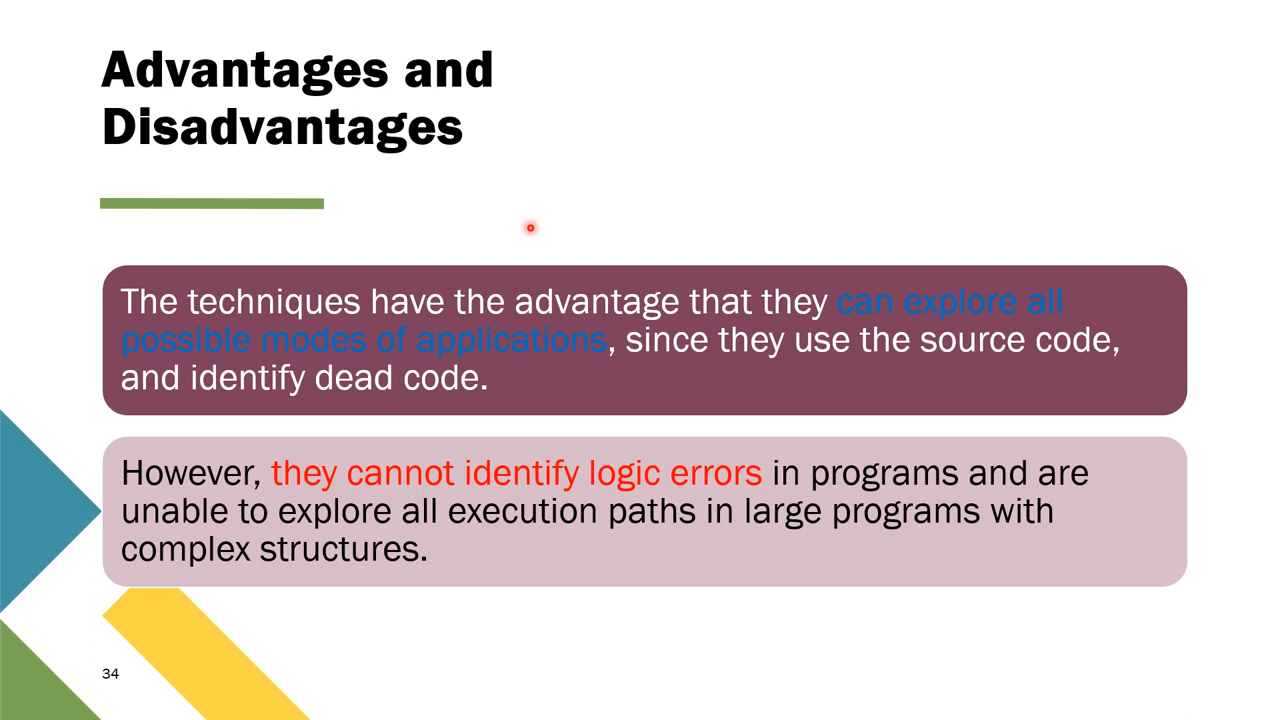 Advantages and
Disadvantages
The techniques have the advantage that they can explore all
possible modes of applications, since they use the source code,
and identify dead code.
However, they cannot identify logic errors in programs and are
unable to explore all execution paths in large programs with
complex structures.
34